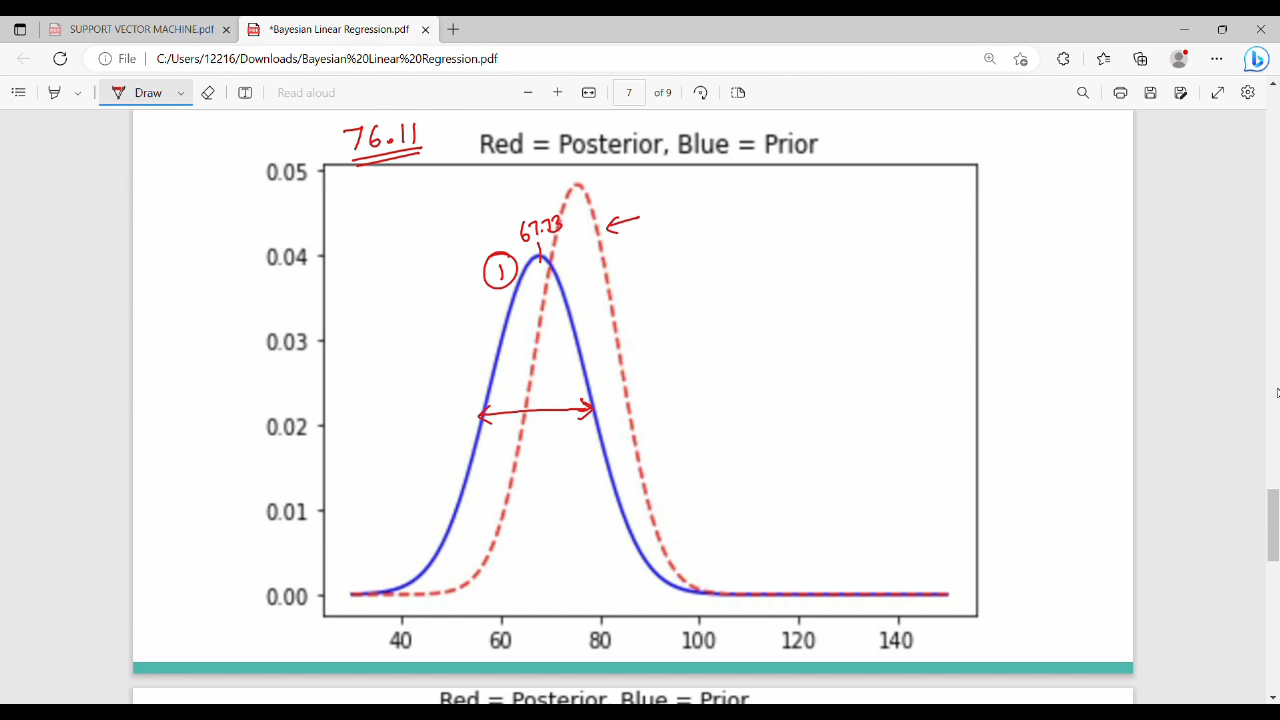 SUPPORT VECTOR MACHINE.pdf
*Bayesian Linear Regression.pdf
File
C:/Users/12216/Downloads/Bayesian%20Linear%20Regression.pdf
Draw
Read aloud
7
of 9
76.11
Red = Posterior, Blue = Prior
0.05
67.73
0.04
1
0.03
0.02
0.01
0.00
40 60 80 100 120 140
Red = Posterior, Blue = Prior